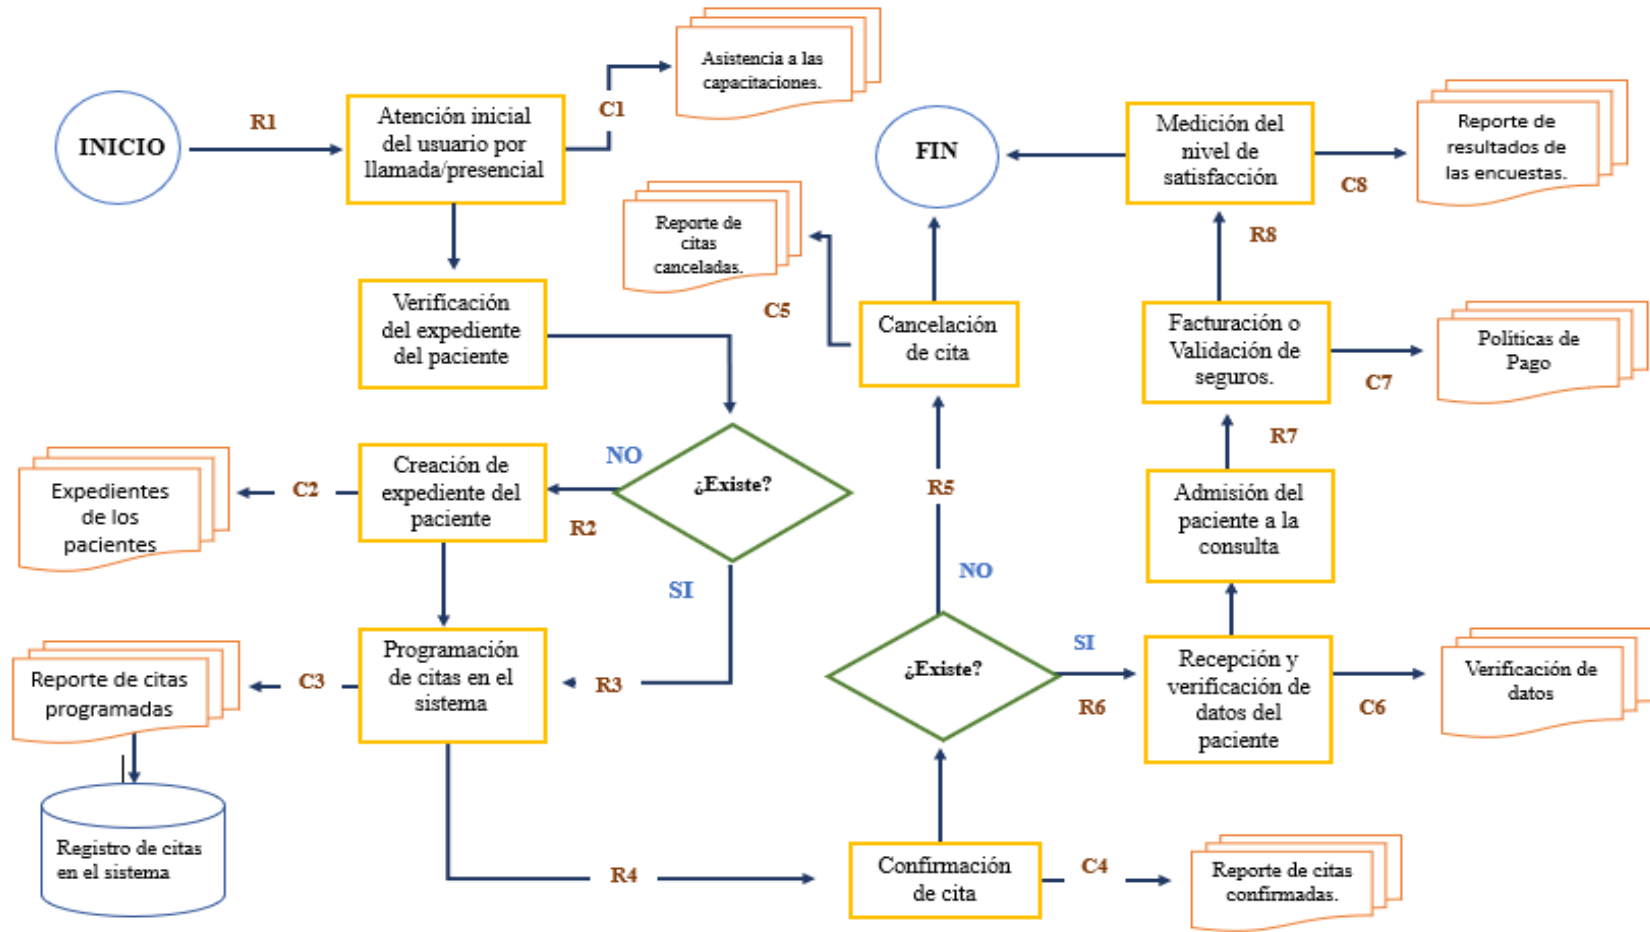 INICIO
R1
Atención inicial
del usuario por
llamada/presencial
C1
Asistencia a las
capacitaciones.
Verificación
del expediente
del paciente
¿Existe?
NO
R2
SI
R3
Creación de
expediente del
paciente
C2
Expedientes
de los
pacientes
Programación
de citas en el
sistema
C3
Reporte de citas
programadas
Registro de citas
en el sistema
R4
Confirmación
de cita
C4
Reporte de citas
confirmadas.
¿Existe?
NO
R5
Cancelación
de cita
C5
Reporte de
citas
canceladas.
FIN
SI
R6
Recepción y
verificación de
datos del
paciente
C6
Verificación de
datos
Admisión del
paciente a la
consulta
R7
Facturación o
Validación de
seguros.
C7
Políticas de
Pago
R8
Medición del
nivel de
satisfacción
C8
Reporte de
resultados de
las encuestas.